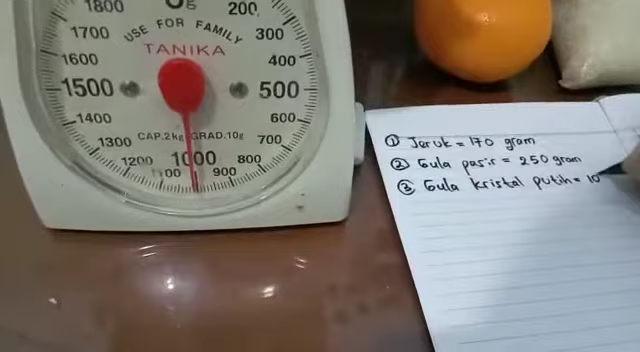 1800
0g
200
1700
USE FOR FAMILY
300
TANIKA
1600
400
1500
500
1400
600
CAP.2kg GRAD.10g
1300
700
1200
1000
800
900
① Jeruk = 170 gram
② Gula pasir = 250 gram
③ Gula kristal putih = 10